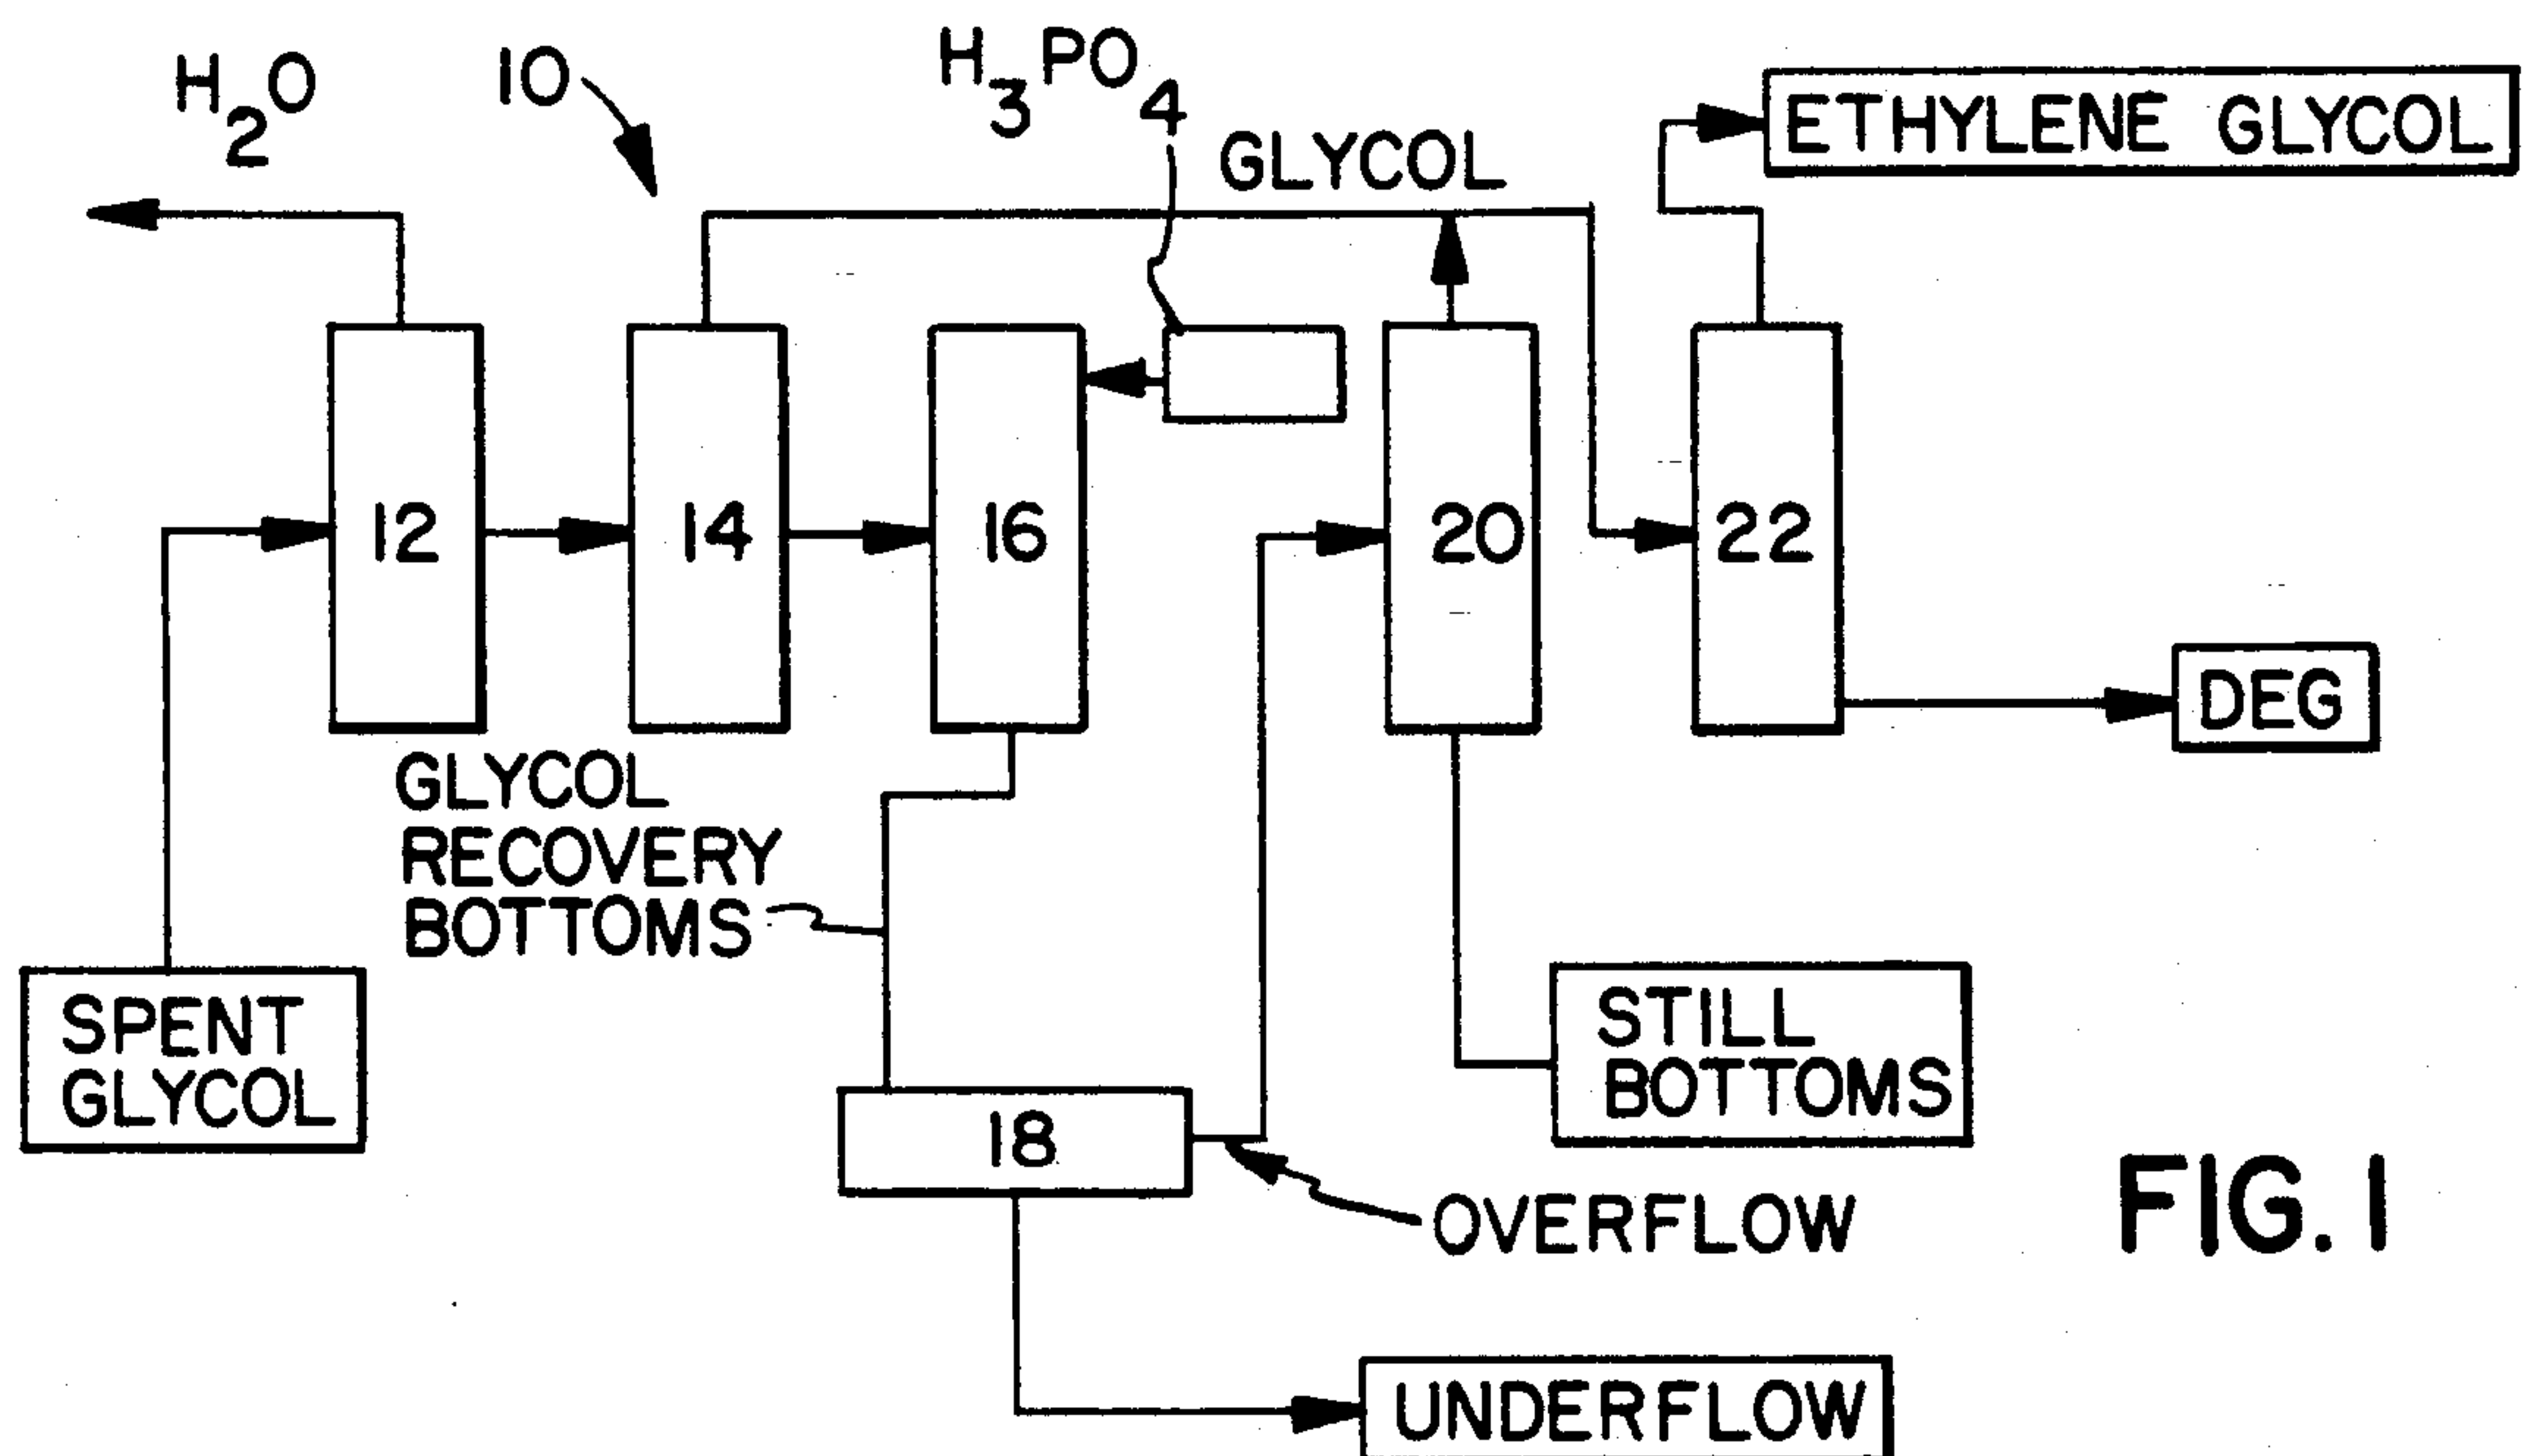 H2O
10
H3PO4
GLYCOL
ETHYLENE GLYCOL
12
14
16
20
22
DEG
GLYCOL
RECOVERY
BOTTOMS
SPENT
GLYCOL
18
STILL
BOTTOMS
OVERFLOW
FIG. 1
UNDERFLOW